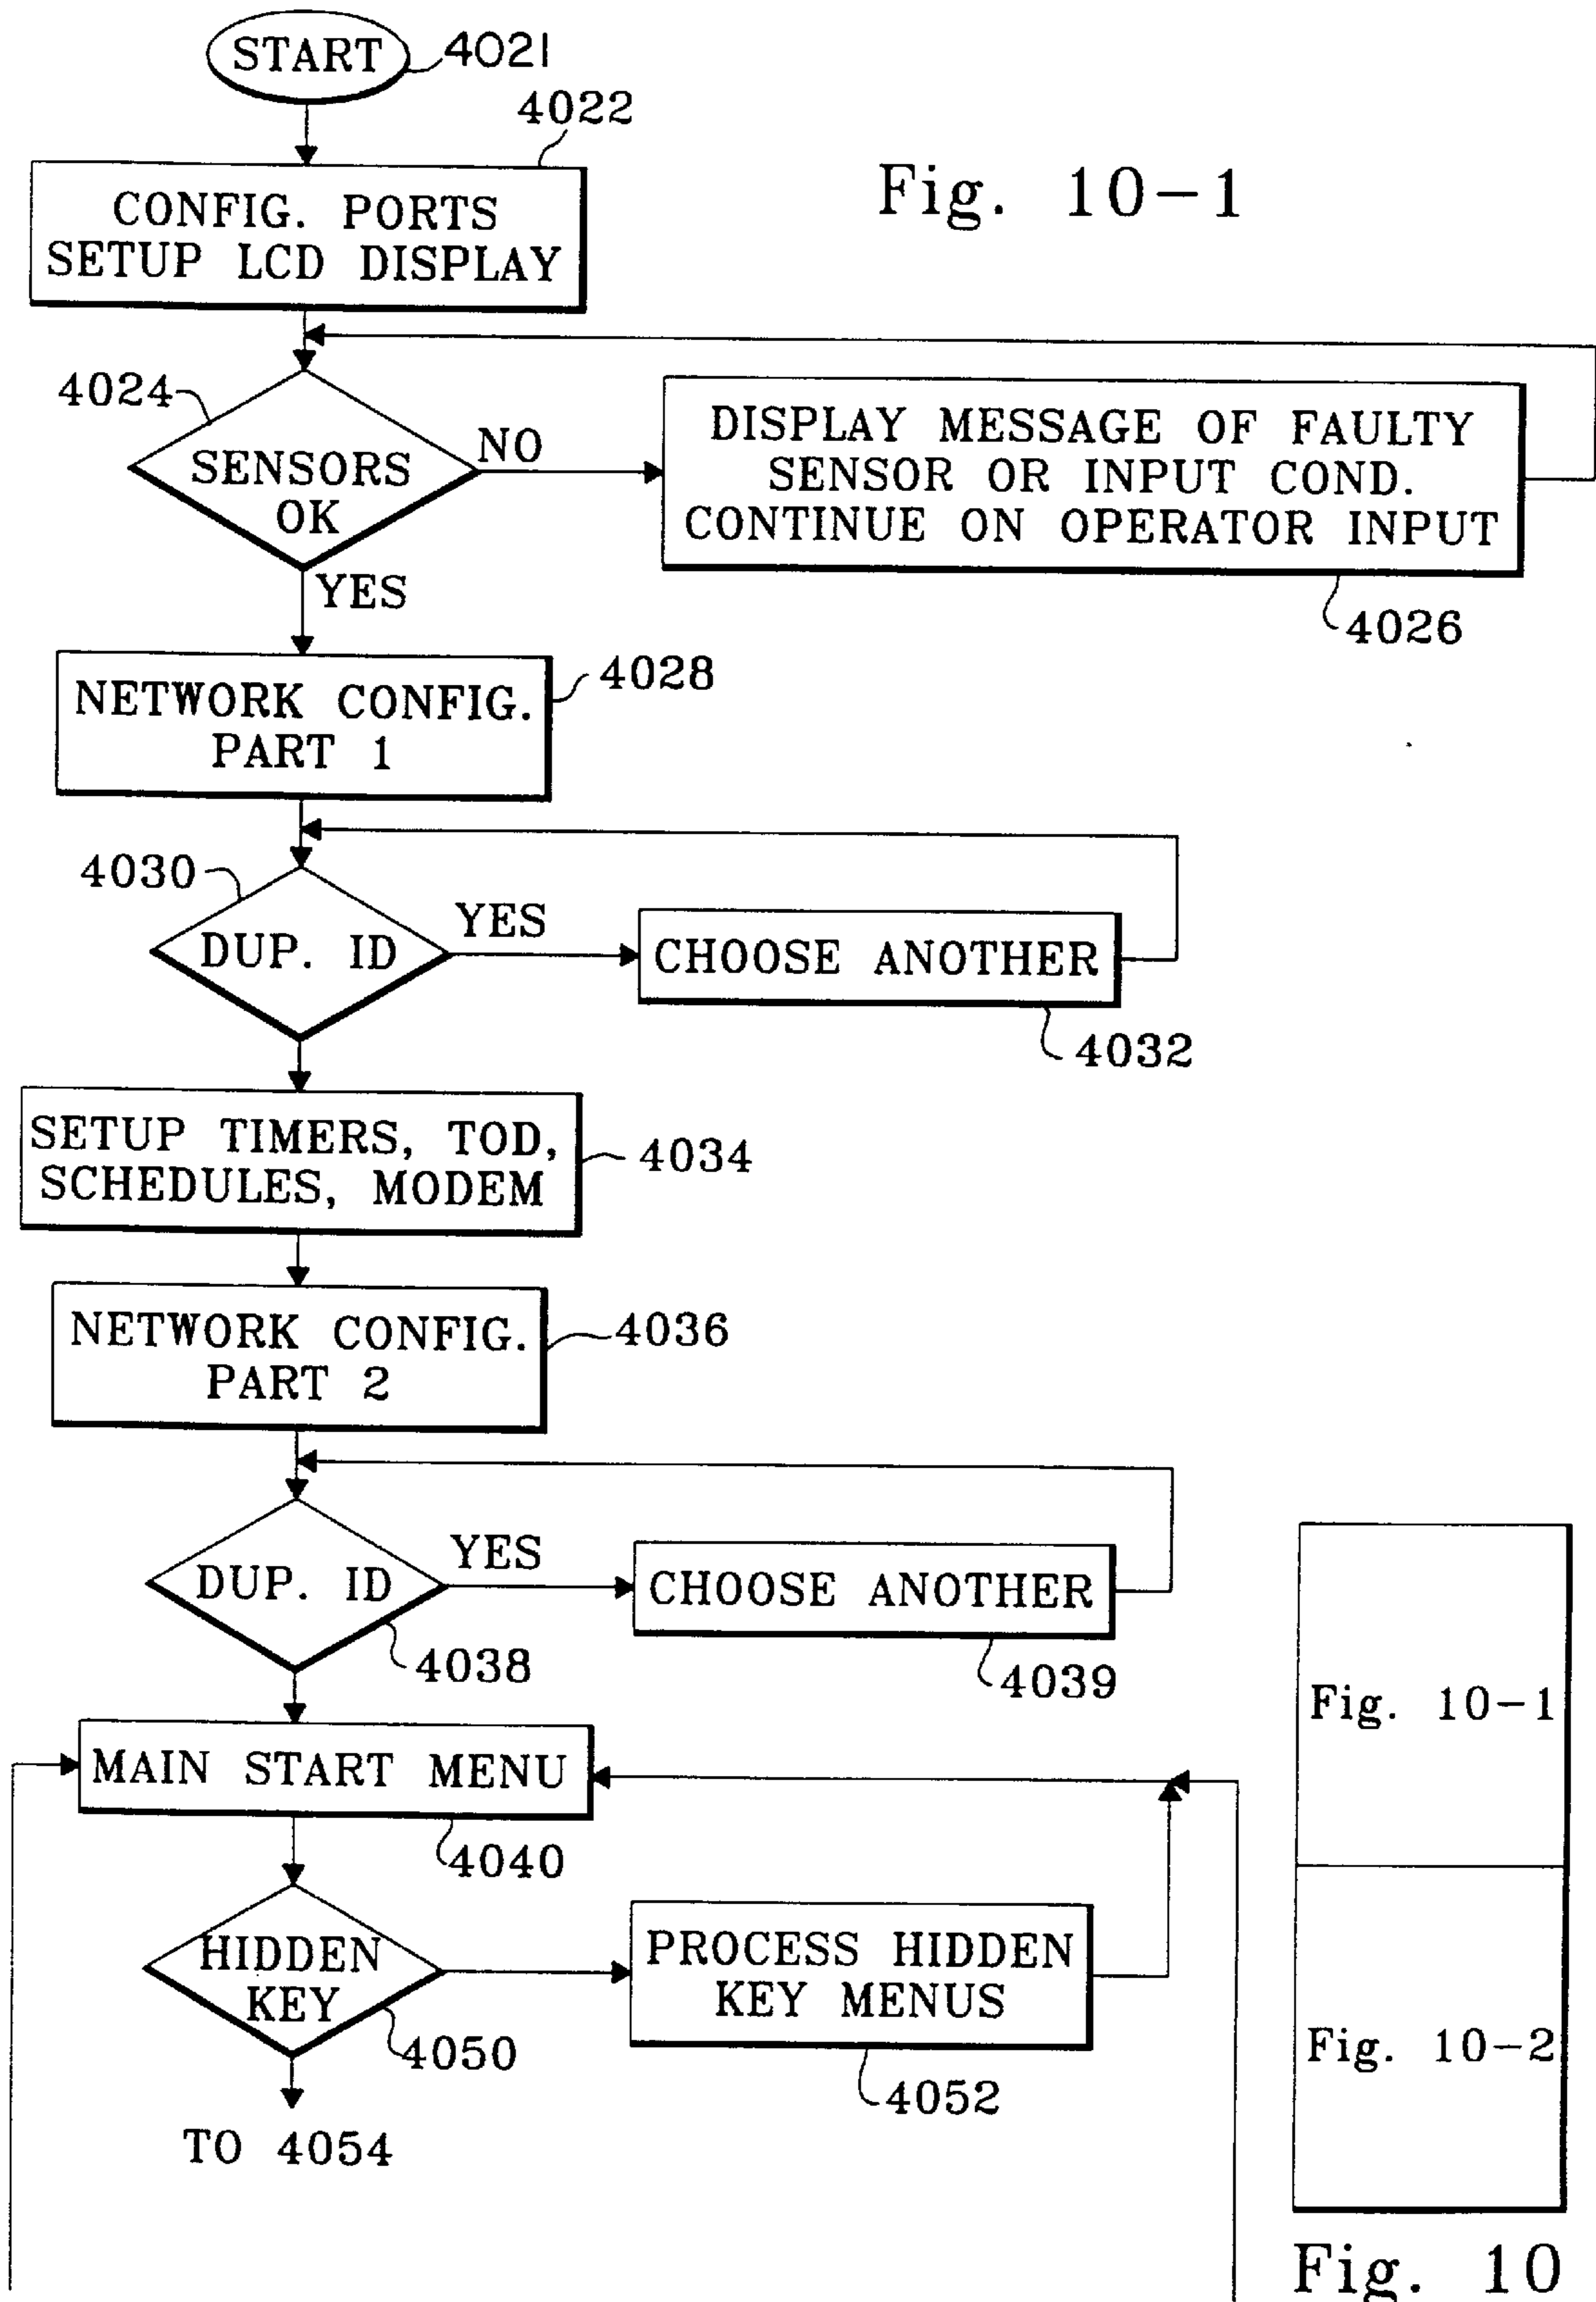 START
4021
4022
CONFIG. PORTS
SETUP LCD DISPLAY
Fig. 10-1
4024
SENSORS
OK
NO
DISPLAY MESSAGE OF FAULTY
SENSOR OR INPUT COND.
CONTINUE ON OPERATOR INPUT
4026
YES
NETWORK CONFIG.
PART 1
4028
4030
DUP. ID
YES
CHOOSE ANOTHER
4032
SETUP TIMERS, TOD,
SCHEDULES, MODEM
4034
NETWORK CONFIG.
PART 2
4036
DUP. ID
YES
CHOOSE ANOTHER
4038
4039
MAIN START MENU
4040
HIDDEN
KEY
4050
PROCESS HIDDEN
KEY MENUS
4052
TO 4054
Fig. 10-1
Fig. 10-2
Fig. 10